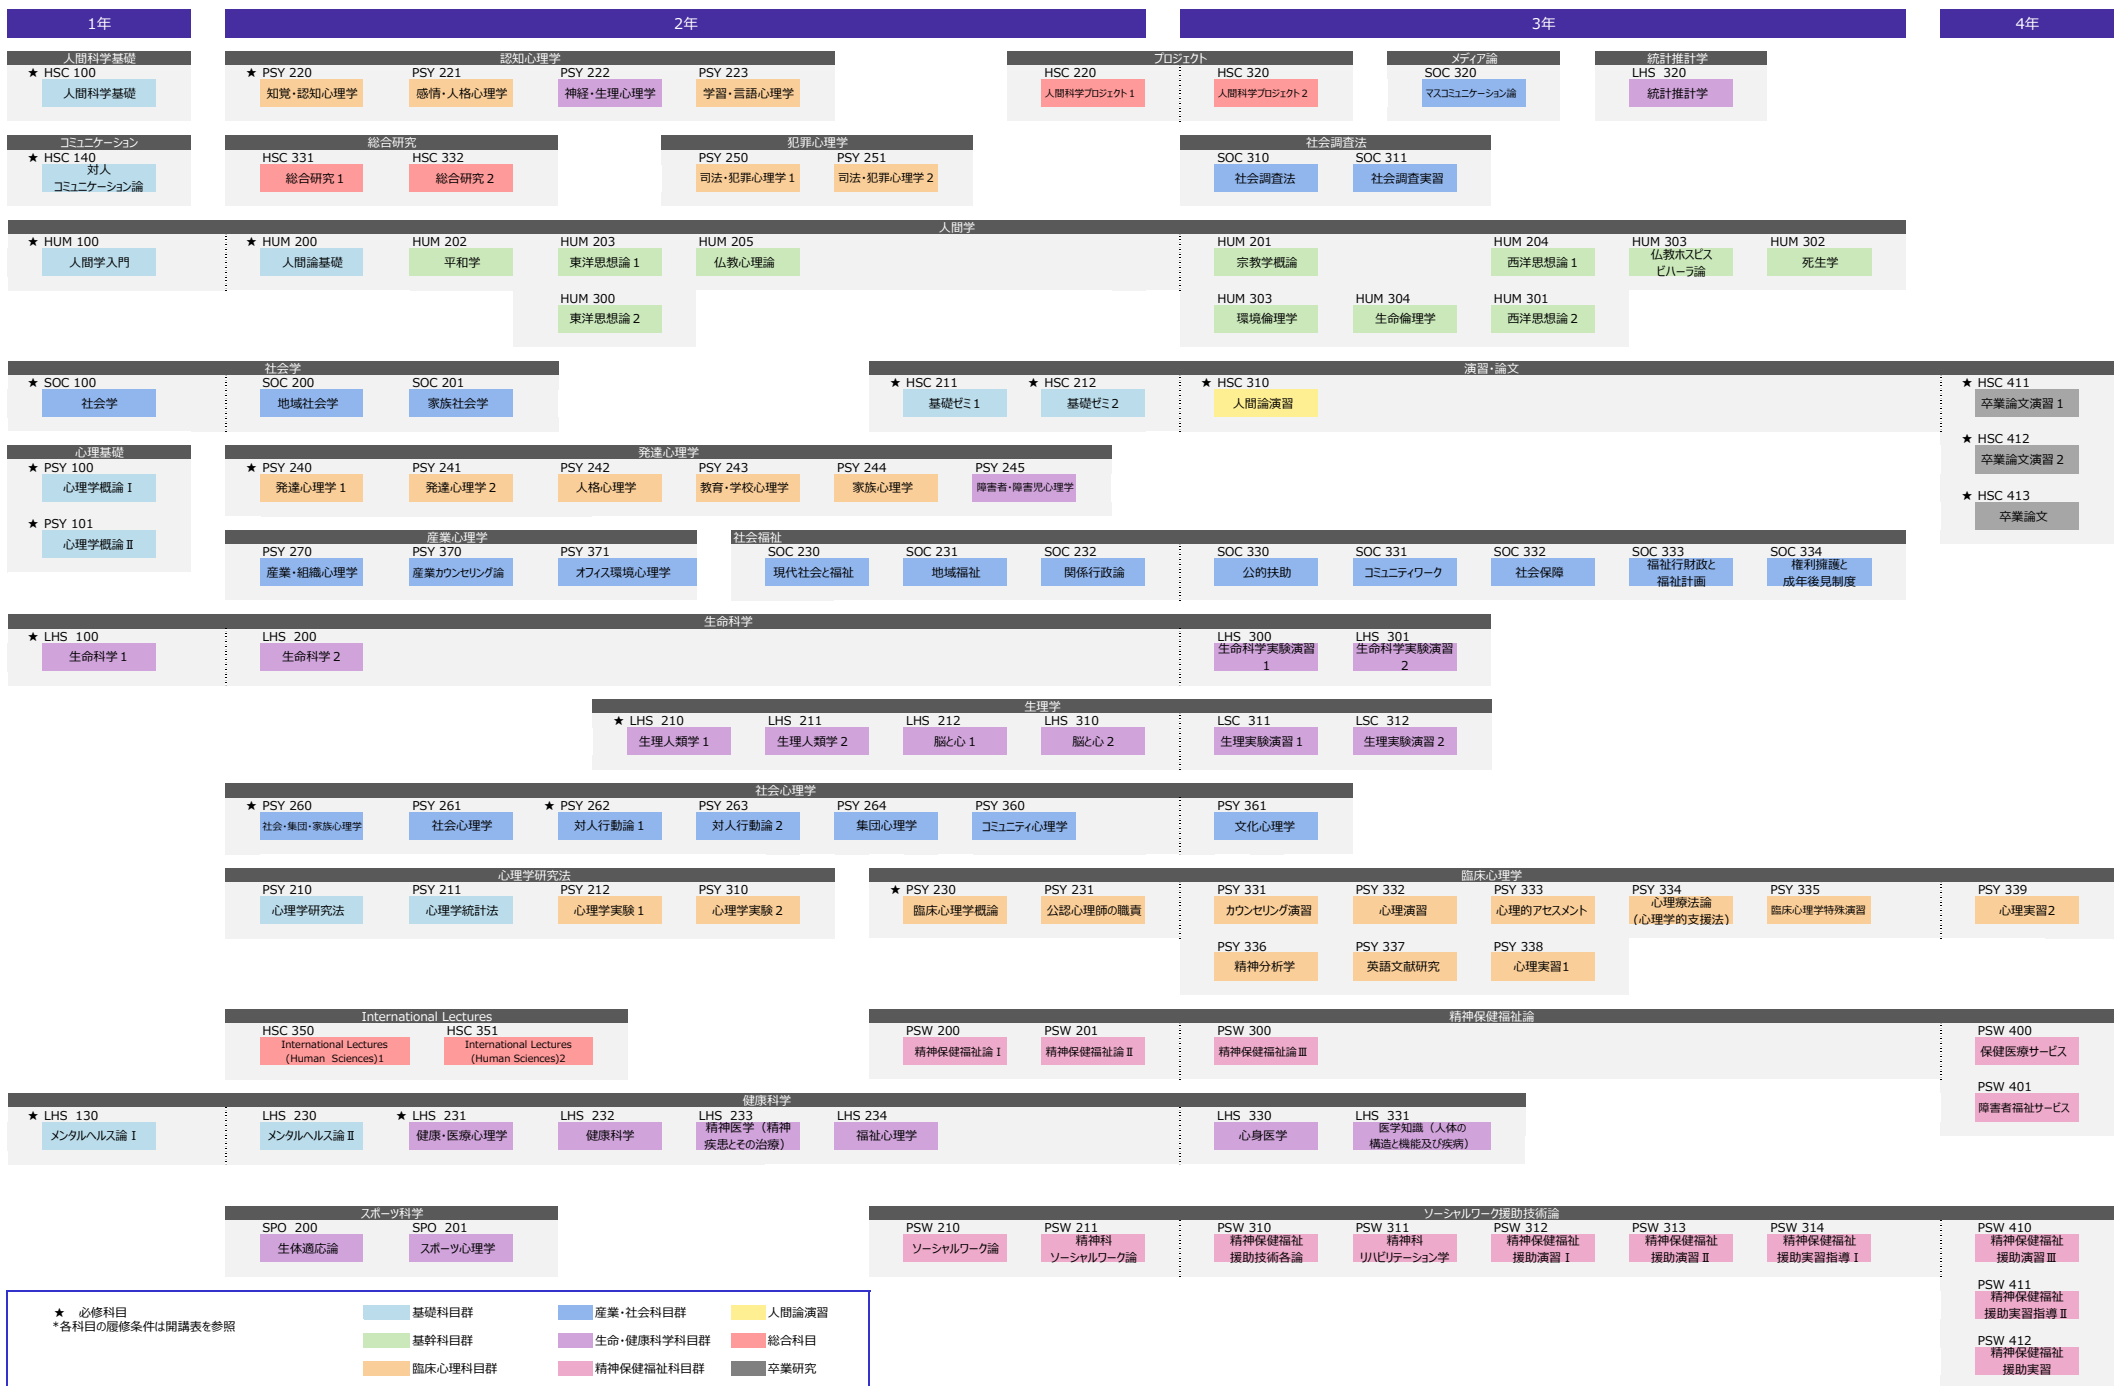 1年
2年
3年
4年
人間科学基礎
★ HSC 100
人間科学基礎
認知心理学
★ PSY 220
知覚・認知心理学
PSY 221
感情・人格心理学
PSY 222
神経・生理心理学
PSY 223
学習・言語心理学
プロジェクト
HSC 220
人間科学プロジェクト1
HSC 320
人間科学プロジェクト2
メディア論
SOC 320
マスコミュニケーション論
統計推計学
LHS 320
統計推計学
コミュニケーション
★ HSC 140
対人
コミュニケーション論
総合研究
HSC 331
総合研究1
HSC 332
総合研究2
犯罪心理学
PSY 250
司法・犯罪心理学1
PSY 251
司法・犯罪心理学2
社会調査法
SOC 310
社会調査法
SOC 311
社会調査実習
人間学
★ HUM 100
人間学入門
★ HUM 200
人間論基礎
HUM 202
平和学
HUM 203
東洋思想論1
HUM 205
仏教心理論
HUM 201
宗教学概論
HUM 204
西洋思想論1
HUM 303
仏教ホスピス
ビハーラ論
HUM 302
死生学
HUM 300
東洋思想論2
HUM 303
環境倫理学
HUM 304
生命倫理学
HUM 301
西洋思想論2
社会学
★ SOC 100
社会学
SOC 200
地域社会学
SOC 201
家族社会学
演習・論文
★ HSC 211
基礎ゼミ1
★ HSC 212
基礎ゼミ2
★ HSC 310
人間論演習
★ HSC 411
卒業論文演習1
★ HSC 412
卒業論文演習2
★ HSC 413
卒業論文
心理基礎
★ PSY 100
心理学概論Ⅰ
★ PSY 101
心理学概論Ⅱ
発達心理学
★ PSY 240
発達心理学1
PSY 241
発達心理学2
PSY 242
人格心理学
PSY 243
教育・学校心理学
PSY 244
家族心理学
PSY 245
障害者・障害児心理学
産業心理学
PSY 270
産業・組織心理学
PSY 370
産業カウンセリング論
PSY 371
オフィス環境心理学
社会福祉
SOC 230
現代社会と福祉
SOC 231
地域福祉
SOC 232
関係行政論
SOC 330
公的扶助
SOC 331
コミュニティワーク
SOC 332
社会保障
SOC 333
福祉行財政と
福祉計画
SOC 334
権利擁護と
成年後見制度
生命科学
★ LHS 100
生命科学1
LHS 200
生命科学2
LHS 300
生命科学実験演習
1
LHS 301
生命科学実験演習
2
生理学
★ LHS 210
生理人類学1
LHS 211
生理人類学2
LHS 212
脳と心1
LHS 310
脳と心2
LSC 311
生理実験演習1
LSC 312
生理実験演習2
社会心理学
★ PSY 260
社会・集団・家族心理学
PSY 261
社会心理学
★ PSY 262
対人行動論1
PSY 263
対人行動論2
PSY 264
集団心理学
PSY 360
コミュニティ心理学
PSY 361
文化心理学
心理学研究法
PSY 210
心理学研究法
PSY 211
心理学統計法
PSY 212
心理学実験1
PSY 310
心理学実験2
臨床心理学
★ PSY 230
臨床心理学概論
PSY 231
公認心理師の職責
PSY 331
カウンセリング演習
PSY 332
心理演習
PSY 333
心理的アセスメント
PSY 334
心理療法論
(心理学的支援法)
PSY 335
臨床心理学特殊演習
PSY 339
心理実習2
PSY 336
精神分析学
PSY 337
英語文献研究
PSY 338
心理実習1
International Lectures
HSC 350
International Lectures
(Human Sciences)1
HSC 351
International Lectures
(Human Sciences)2
精神保健福祉論
PSW 200
精神保健福祉論Ⅰ
PSW 201
精神保健福祉論Ⅱ
PSW 300
精神保健福祉論Ⅲ
PSW 400
保健医療サービス
PSW 401
障害者福祉サービス
健康科学
★ LHS 130
メンタルヘルス論Ⅰ
LHS 230
メンタルヘルス論Ⅱ
★ LHS 231
健康・医療心理学
LHS 232
健康科学
LHS 233
精神医学（精神
疾患とその治療）
LHS 234
福祉心理学
LHS 330
心身医学
LHS 331
医学知識（人体の
構造と機能及び疾病）
スポーツ科学
SPO 200
生体適応論
SPO 201
スポーツ心理学
ソーシャルワーク援助技術論
PSW 210
ソーシャルワーク論
PSW 211
精神科
ソーシャルワーク論
PSW 310
精神保健福祉
援助技術各論
PSW 311
精神科
リハビリテーション学
PSW 312
精神保健福祉
援助演習Ⅰ
PSW 313
精神保健福祉
援助演習Ⅱ
PSW 314
精神保健福祉
援助実習指導Ⅰ
PSW 410
精神保健福祉
援助演習Ⅲ
PSW 411
精神保健福祉
援助実習指導Ⅱ
PSW 412
精神保健福祉
援助実習
★ 必修科目
*各科目の履修条件は開講表を参照
基礎科目群
基幹科目群
臨床心理科目群
産業・社会科目群
生命・健康科学科目群
精神保健福祉科目群
人間論演習
総合科目
卒業研究